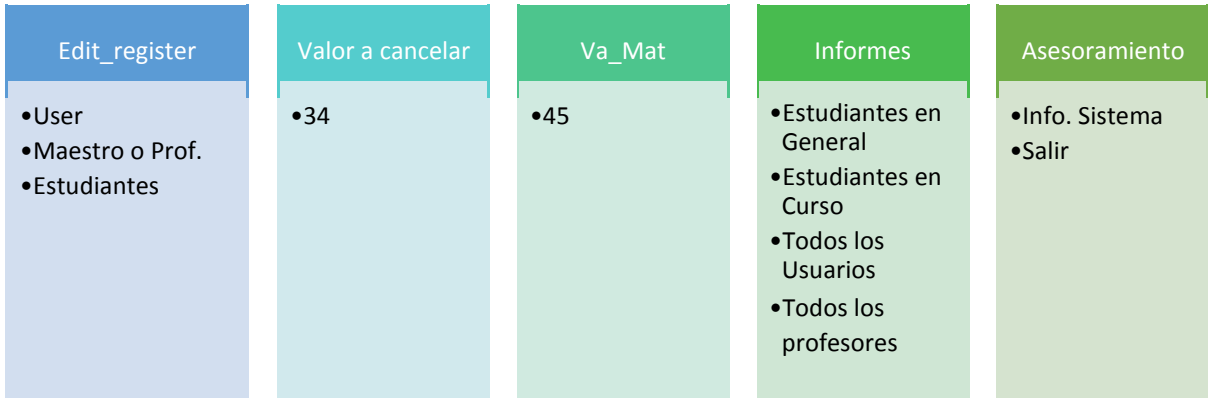 Edit_register
•User
•Maestro o Prof.
•Estudiantes
Valor a cancelar
•34
Va_Mat
•45
Informes
•Estudiantes en
General
•Estudiantes en
Curso
•Todos los
Usuarios
•Todos los
profesores
Asesoramiento
•Info. Sistema
•Salir